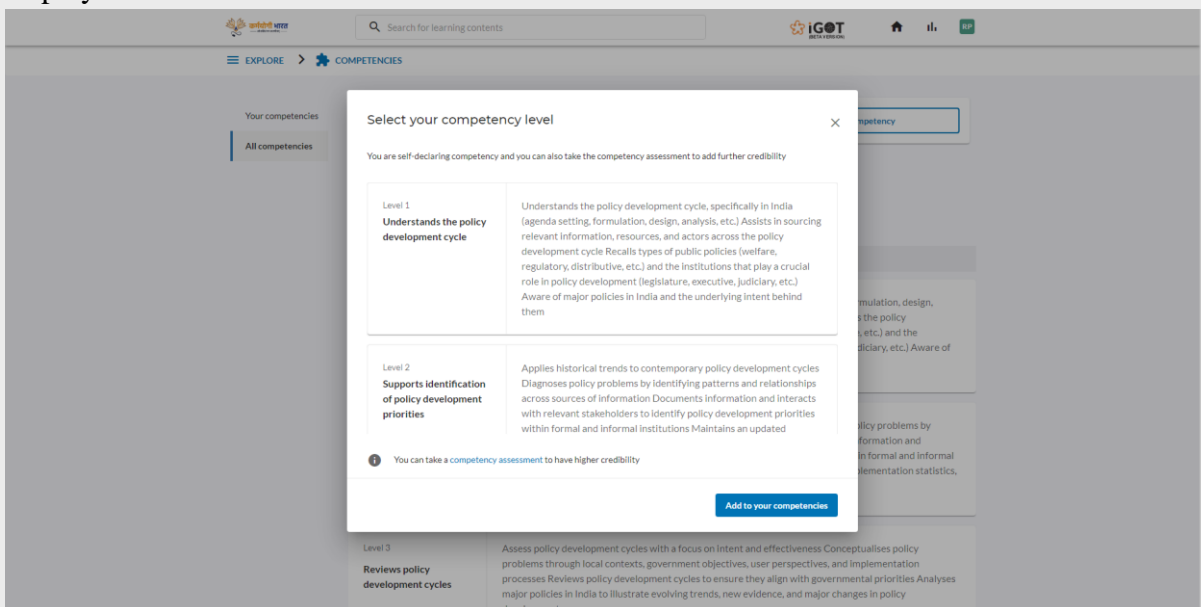 कर्मयोगी भारत
Search for learning contents
iGOT
(BETA VERSION)
RP
EXPLORE > COMPETENCIES
Your competencies
All competencies
mpetency
Select your competency level
You are self-declaring competency and you can also take the competency assessment to add further credibility
Level 1
Understands the policy
development cycle
Understands the policy development cycle, specifically in India
(agenda setting, formulation, design, analysis, etc.) Assists in sourcing
relevant information, resources, and actors across the policy
development cycle Recalls types of public policies (welfare,
regulatory, distributive, etc.) and the institutions that play a crucial
role in policy development (legislature, executive, judiciary, etc.)
Aware of major policies in India and the underlying intent behind
them
Level 2
Supports identification
of policy development
priorities
Applies historical trends to contemporary policy development cycles
Diagnoses policy problems by identifying patterns and relationships
across sources of information Documents information and interacts
with relevant stakeholders to identify policy development priorities
within formal and informal institutions Maintains an updated
You can take a competency assessment to have higher credibility
Add to your competencies
mulation, design,
s the policy
, etc.) and the
diciary, etc.) Aware of
licy problems by
formation and
in formal and informal
plementation statistics,
Level 3
Reviews policy
development cycles
Assess policy development cycles with a focus on intent and effectiveness Conceptualises policy
problems through local contexts, government objectives, user perspectives, and implementation
processes Reviews policy development cycles to ensure they align with governmental priorities Analyses
major policies in India to illustrate evolving trends, new evidence, and major changes in policy